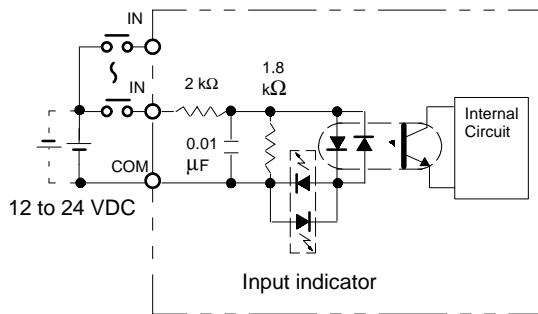 IN
IN
2 kΩ
1.8
kΩ
0.01
µF
COM
Internal
Circuit
12 to 24 VDC
Input indicator